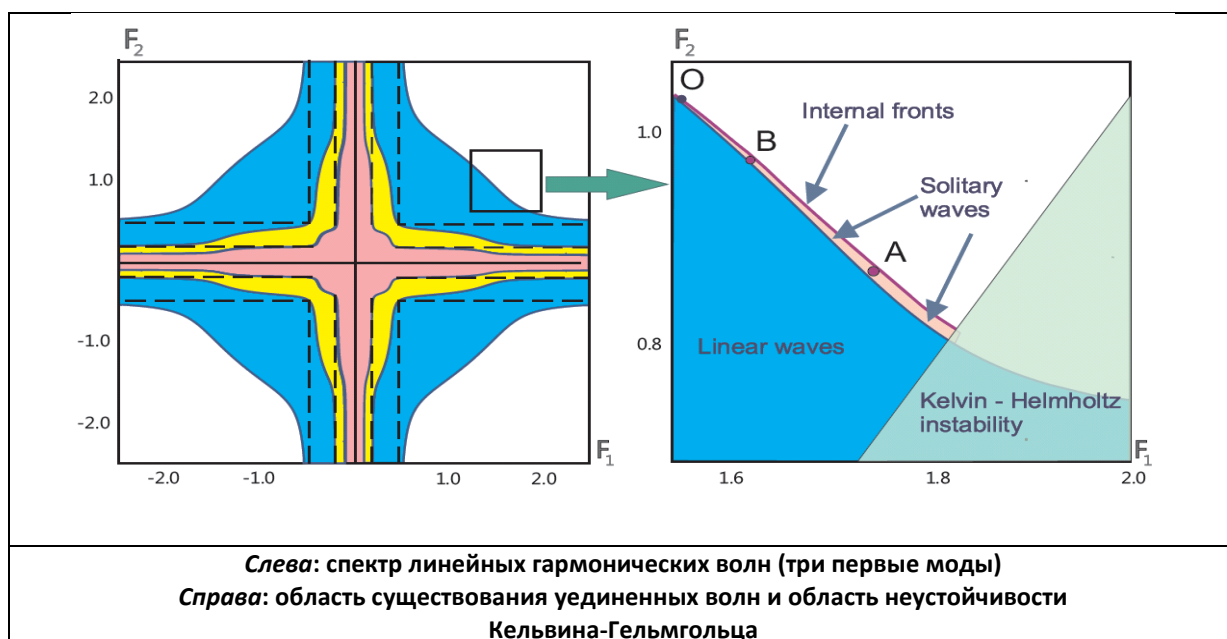 F₂
2.0
1.0
-1.0
-2.0
F₁
-2.0
-1.0
1.0
2.0
F₂
O
Internal fronts
1.0
B
Solitary
waves
A
0.8
Linear waves
Kelvin - Helmholtz
instability
F₁
1.6
1.8
2.0
Слева: спектр линейных гармонических волн (три первые моды)
Справа: область существования уединенных волн и область неустойчивости
Кельвина-Гельмгольца